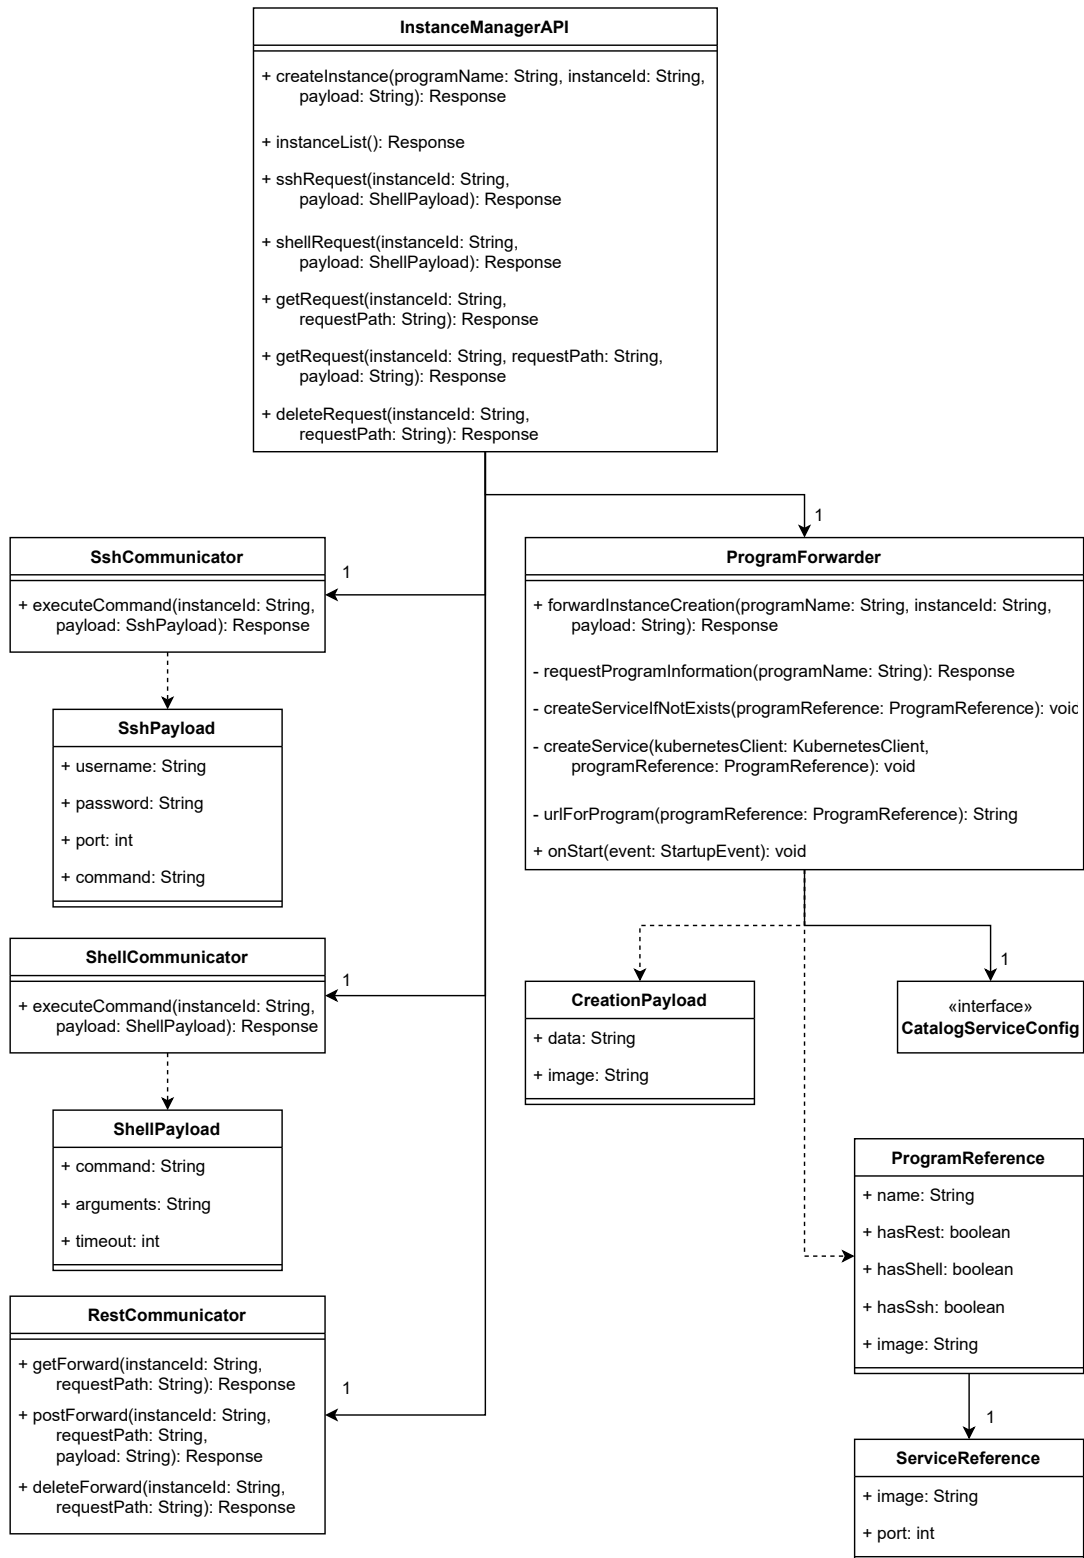 InstanceManagerAPI
+ createInstance(programName: String, instanceId: String,
payload: String): Response
+ instanceList(): Response
+ sshRequest(instanceId: String,
payload: ShellPayload): Response
+ shellRequest(instanceId: String,
payload: ShellPayload): Response
+ getRequest(instanceId: String,
requestPath: String): Response
+ getRequest(instanceId: String, requestPath: String,
payload: String): Response
+ deleteRequest(instanceId: String,
requestPath: String): Response
1
SshCommunicator
+ executeCommand(instanceId: String,
payload: SshPayload): Response
1
SshPayload
+ username: String
+ password: String
+ port: int
+ command: String
ShellCommunicator
+ executeCommand(instanceId: String,
payload: ShellPayload): Response
1
ShellPayload
+ command: String
+ arguments: String
+ timeout: int
RestCommunicator
+ getForward(instanceId: String,
requestPath: String): Response
+ postForward(instanceId: String,
requestPath: String,
payload: String): Response
+ deleteForward(instanceId: String,
requestPath: String): Response
1
ProgramForwarder
+ forwardInstanceCreation(programName: String, instanceId: String,
payload: String): Response
- requestProgramInformation(programName: String): Response
- createServiceIfNotExists(programReference: ProgramReference): void
- createService(kubernetesClient: KubernetesClient,
programReference: ProgramReference): void
- urlForProgram(programReference: ProgramReference): String
+ onStart(event: StartupEvent): void
1
CreationPayload
+ data: String
+ image: String
«interface»
CatalogServiceConfig
ProgramReference
+ name: String
+ hasRest: boolean
+ hasShell: boolean
+ hasSsh: boolean
+ image: String
1
ServiceReference
+ image: String
+ port: int